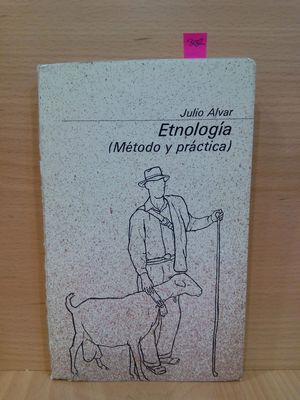 Julio Alvar
Etnología
(Método y práctica)